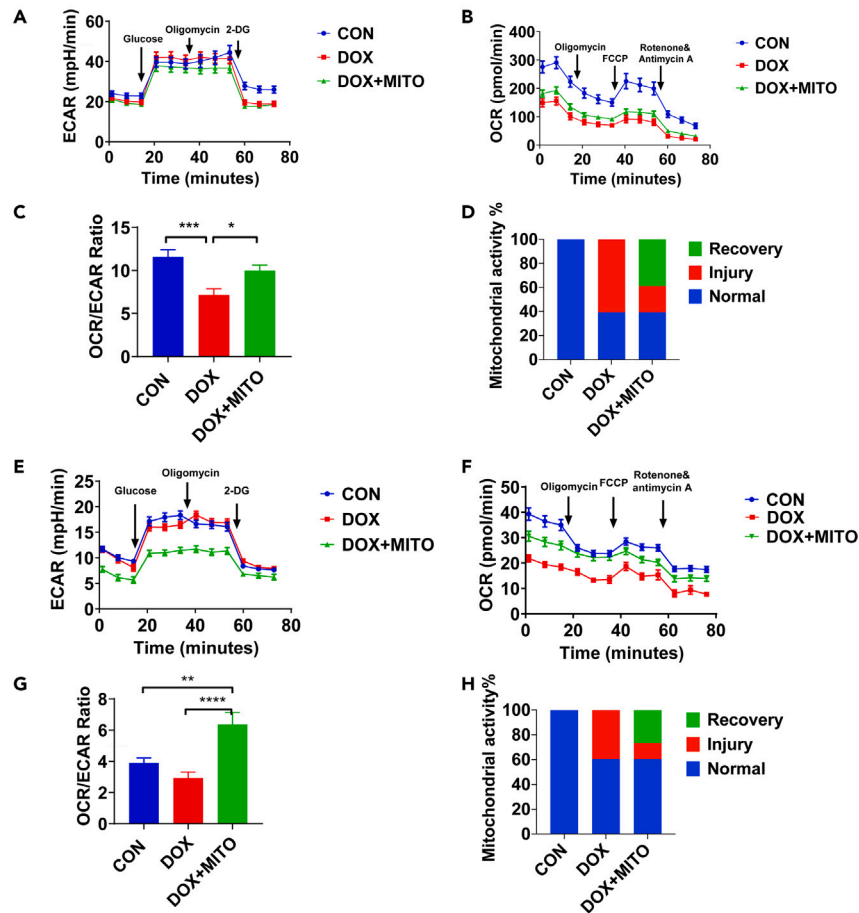 A
ECAR (mpH/min)
60
40
20
0
0 20 40 60 80
Time (minutes)
Glucose
Oligomycin
2-DG
CON
DOX
DOX+MITO
B
OCR (pmol/min)
400
300
200
100
0
0 20 40 60 80
Time (minutes)
Oligomycin
FCCP
Rotenone&
Antimycin A
CON
DOX
DOX+MITO
C
OCR/ECAR Ratio
15
10
5
0
***
*
CON
DOX
DOX+MITO
D
Mitochondrial activity %
100
80
60
40
20
0
CON
DOX
DOX+MITO
Recovery
Injury
Normal
E
ECAR (mpH/min)
25
20
15
10
5
0
0 20 40 60 80
Time (minutes)
Glucose
Oligomycin
2-DG
CON
DOX
DOX+MITO
F
OCR (pmol/min)
50
40
30
20
10
0
0 20 40 60 80
Time (minutes)
Oligomycin
FCCP
Rotenone&
antimycin A
CON
DOX
DOX+MITO
G
OCR/ECAR Ratio
8
6
4
2
0
**
****
CON
DOX
DOX+MITO
H
Mitochondrial activity%
100
80
60
40
20
0
CON
DOX
DOX+MITO
Recovery
Injury
Normal